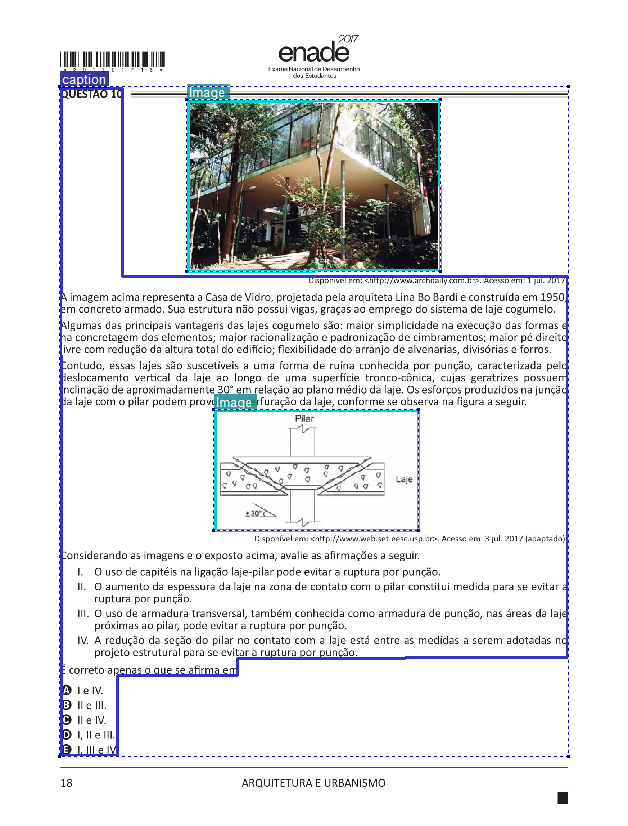 2017
enade
Exame Nacional de Desempenho
dos Estudantes
caption
QUESTÃO 10
Image
Disponível em: <http://www.archdaily.com.br>. Acesso em: 1 jul. 2017.
A imagem acima representa a Casa de Vidro, projetada pela arquiteta Lina Bo Bardi e construída em 1950,
em concreto armado. Sua estrutura não possui vigas, graças ao emprego do sistema de laje cogumelo.
Algumas das principais vantagens das lajes cogumelo são: maior simplicidade na execução das formas e
na concretagem dos elementos; maior racionalização e padronização de cimbramentos; maior pé direito
livre com redução da altura total do edifício; flexibilidade do arranjo de alvenarias, divisórias e forros.
Contudo, essas lajes são suscetíveis a uma forma de ruína conhecida por punção, caracterizada pelo
deslocamento vertical da laje ao longo de uma superfície tronco-cônica, cujas geratrizes possuem
inclinação de aproximadamente 30° em relação ao plano médio da laje. Os esforços produzidos na junção
da laje com o pilar podem prov Image rfuração da laje, conforme se observa na figura a seguir.
Pilar
Laje
±30°
Disponível em: <http://www.web.set.eesc.usp.br>. Acesso em: 3 jul. 2017 (adaptado).
Considerando as imagens e o exposto acima, avalie as afirmações a seguir.
I. O uso de capitéis na ligação laje-pilar pode evitar a ruptura por punção.
II. O aumento da espessura da laje na zona de contato com o pilar constitui medida para se evitar a
ruptura por punção.
III. O uso de armadura transversal, também conhecida como armadura de punção, nas áreas da laje
próximas ao pilar, pode evitar a ruptura por punção.
IV. A redução da seção do pilar no contato com a laje está entre as medidas a serem adotadas no
projeto estrutural para se evitar a ruptura por punção.
É correto apenas o que se afirma em
A I e IV.
B II e III.
C II e IV.
D I, II e III.
E I, III e IV.
18 ARQUITETURA E URBANISMO